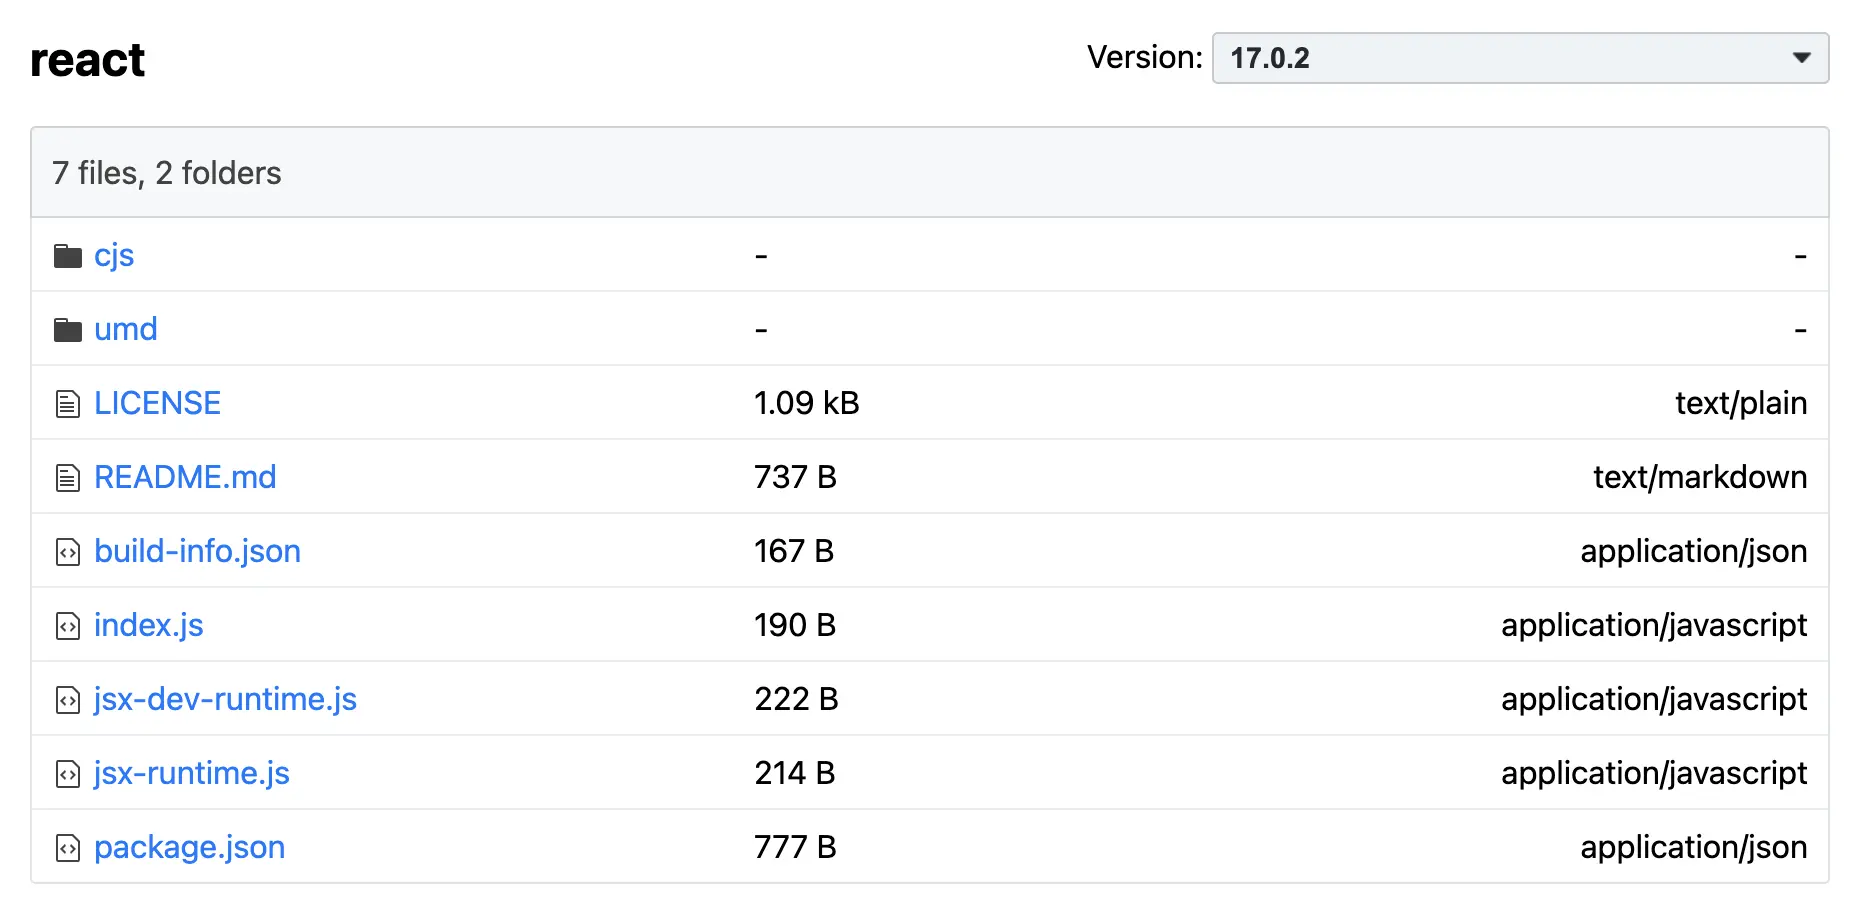 react
Version: 17.0.2
7 files, 2 folders
cjs - -
umd - -
LICENSE 1.09 kB text/plain
README.md 737 B text/markdown
build-info.json 167 B application/json
index.js 190 B application/javascript
jsx-dev-runtime.js 222 B application/javascript
jsx-runtime.js 214 B application/javascript
package.json 777 B application/json